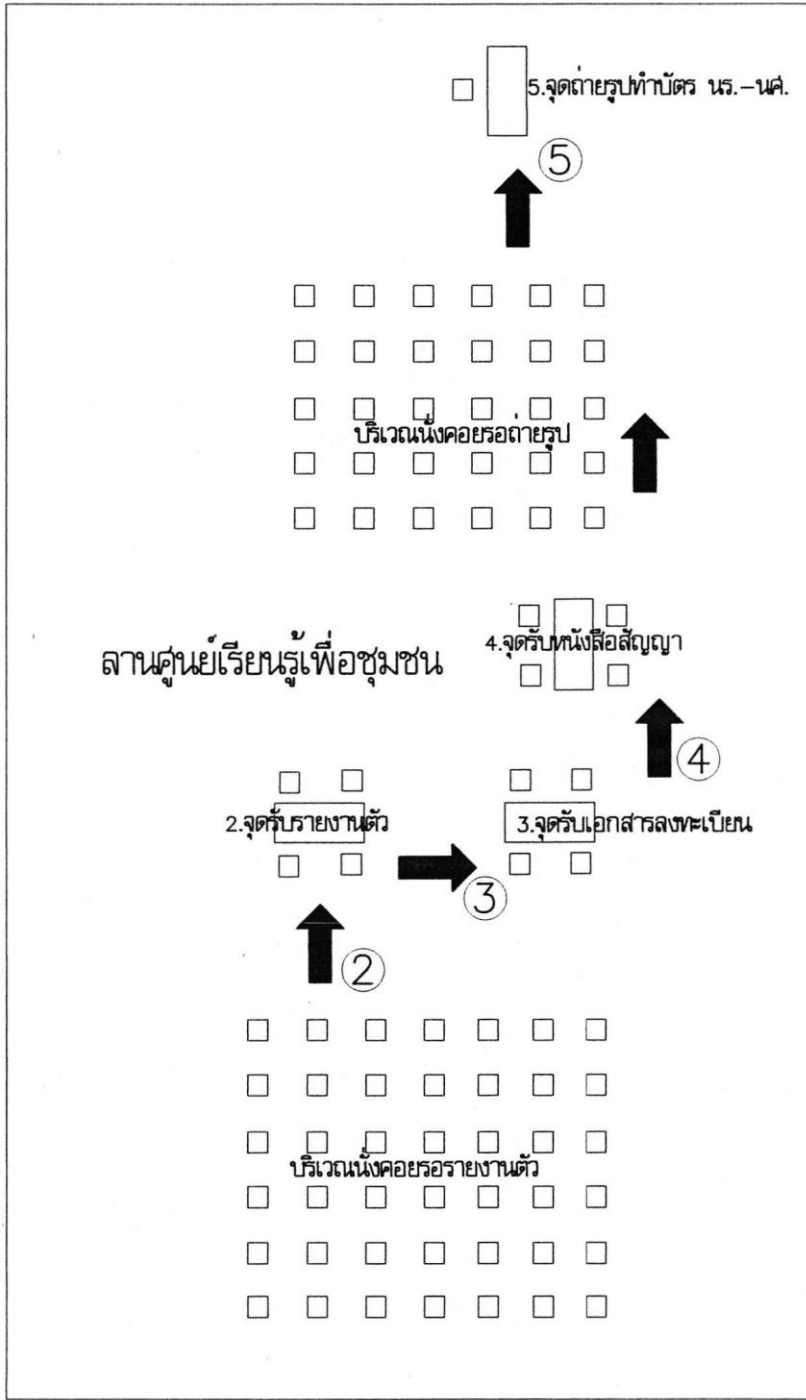 5.จุดถ่ายรูปทำบัตร นร.-นศ.
⑤
บริเวณนั่งคอยรอถ่ายรูป
4.จุดรับหนังสือสัญญา
ลานศูนย์เรียนรู้เพื่อชุมชน
④
2.จุดรับรายงานตัว
3.จุดรับเอกสารลงทะเบียน
③
②
บริเวณนั่งคอยรอรายงานตัว